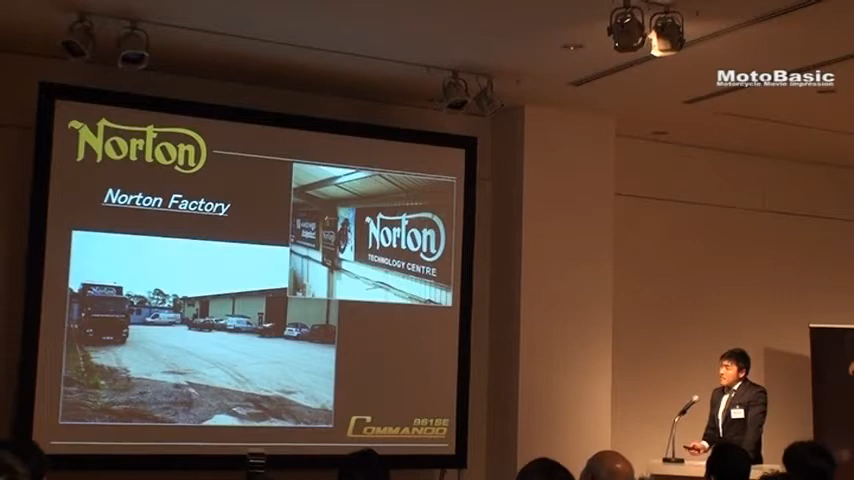 MotoBasic
Motorcycle Movie Impression
Norton
Norton Factory
Norton
TECHNOLOGY CENTRE
961SE
COMMANDO